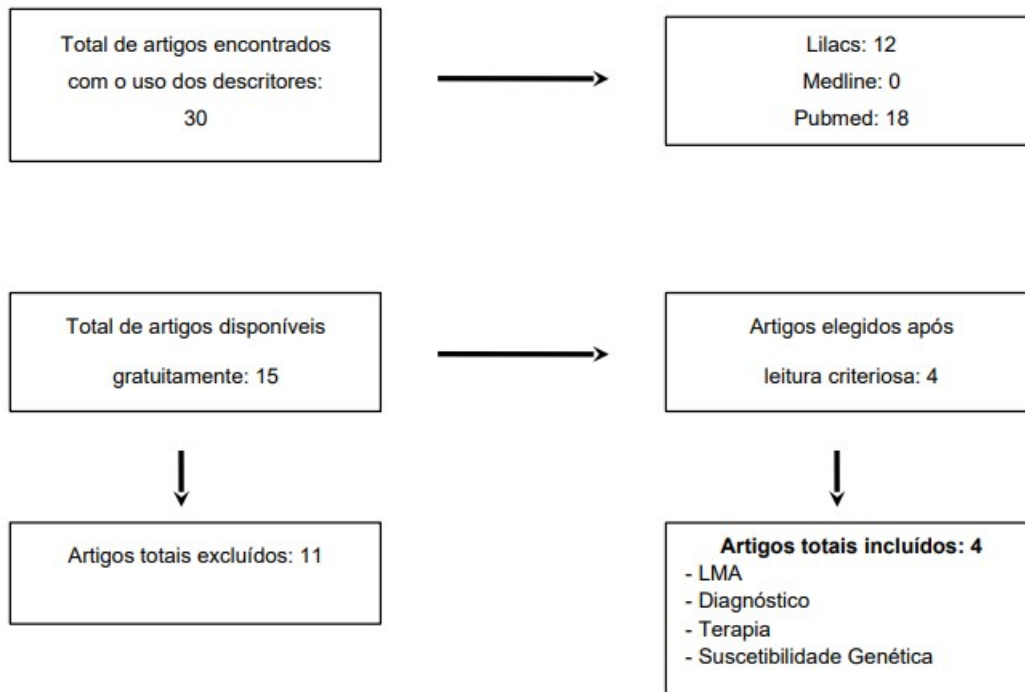 Total de artigos encontrados
com o uso dos descritores:
30
Lilacs: 12
Medline: 0
Pubmed: 18
Total de artigos disponíveis
gratuitamente: 15
Artigos elegidos após
leitura criteriosa: 4
Artigos totais excluídos: 11
Artigos totais incluídos: 4
- LMA
- Diagnóstico
- Terapia
- Suscetibilidade Genética